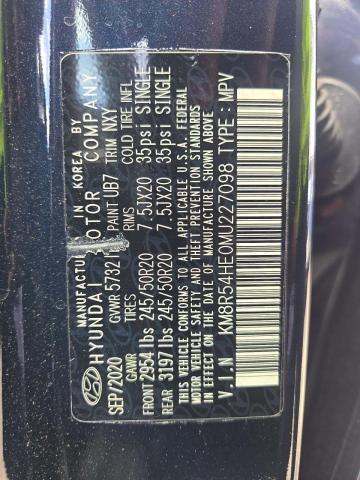 MANUFACTURED IN KOREA BY
HYUNDAI MOTOR COMPANY
SEP/2020 GVWR 5732 PAINT UB7 TRIM NKY
GAWR TIRES RIMS COLD TIRE INFL
FRONT 2954 lbs 245/50R20 7.5JX20 35psi SINGLE
REAR 3197 lbs 245/50R20 7.5JX20 35psi SINGLE
THIS VEHICLE CONFORMS TO ALL APPLICABLE U.S.A. FEDERAL
MOTOR VEHICLE SAFETY AND THEFT PREVENTION STANDARDS
IN EFFECT ON THE DATE OF MANUFACTURE SHOWN ABOVE.
V.I.N : KM8R54HE0MU227098 TYPE : MPV